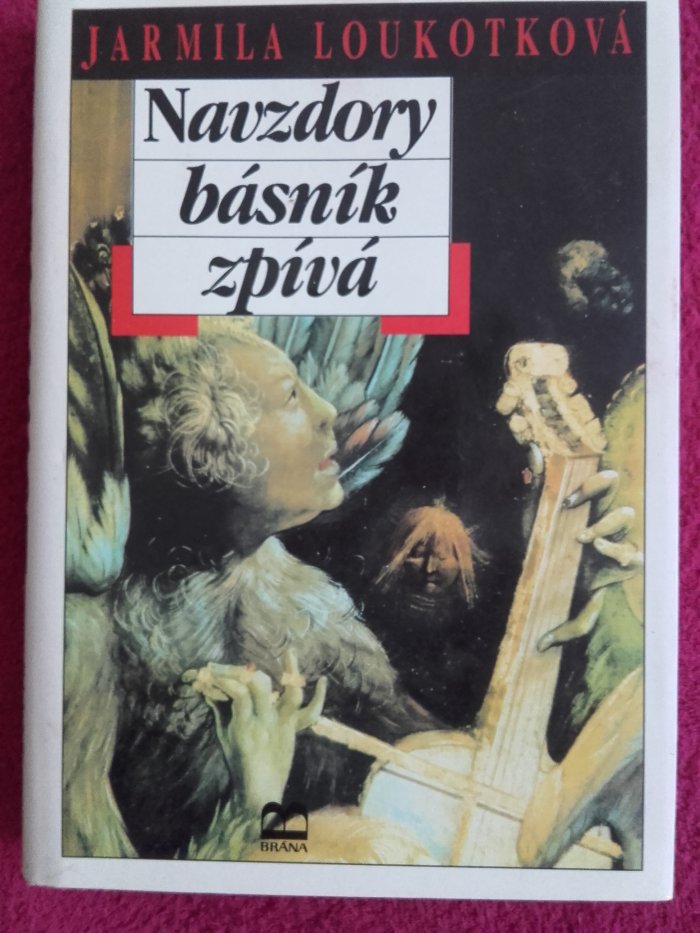 JARMILA LOUKOTKOVÁ
Navzdory
básník
zpívá
B
BRÁNA